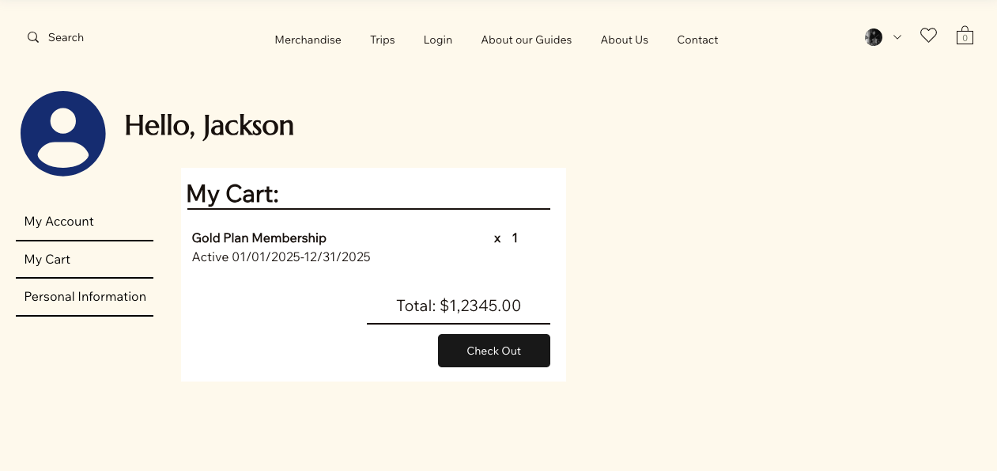 Search
Merchandise Trips Login About our Guides About Us Contact
0
Hello, Jackson
My Account
My Cart
Personal Information
My Cart:
Gold Plan Membership x 1
Active 01/01/2025-12/31/2025
Total: $1,2345.00
Check Out